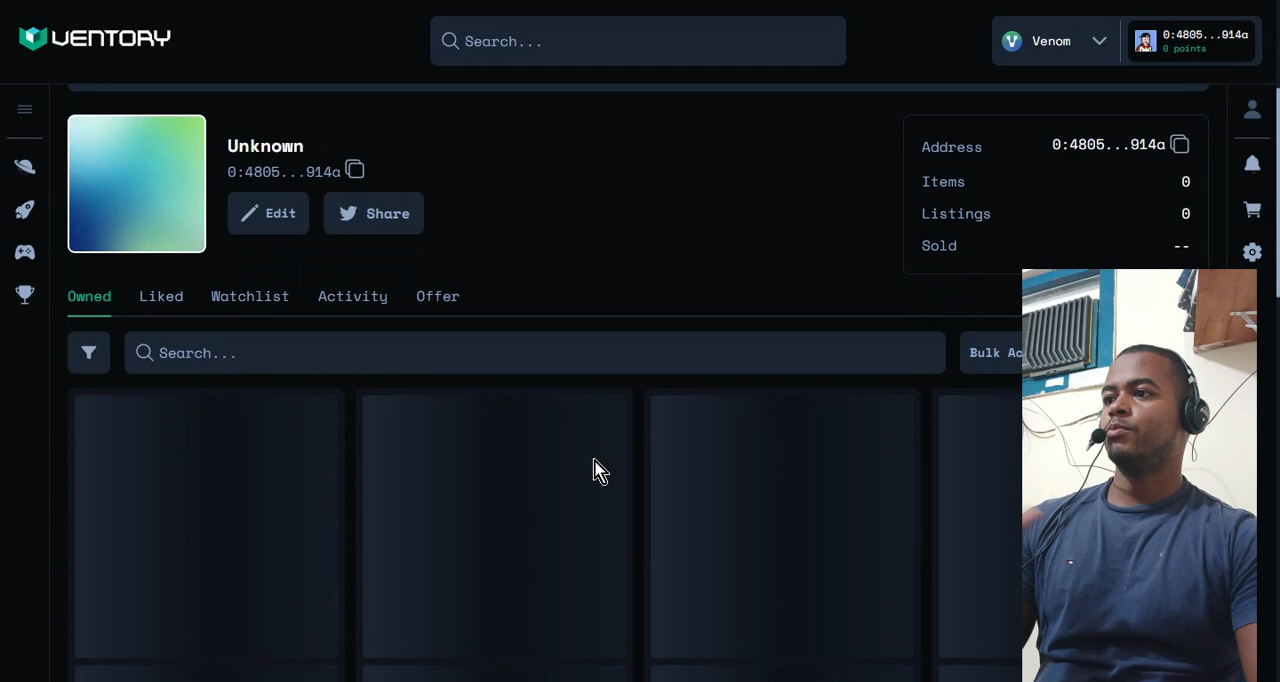 VENTORY
Search...
Venom
0:4805...914a
0 points
Unknown
0:4805...914a
Edit
Share
Address 0:4805...914a
Items 0
Listings 0
Sold --
Owned Liked Watchlist Activity Offer
Search...
Bulk Ac